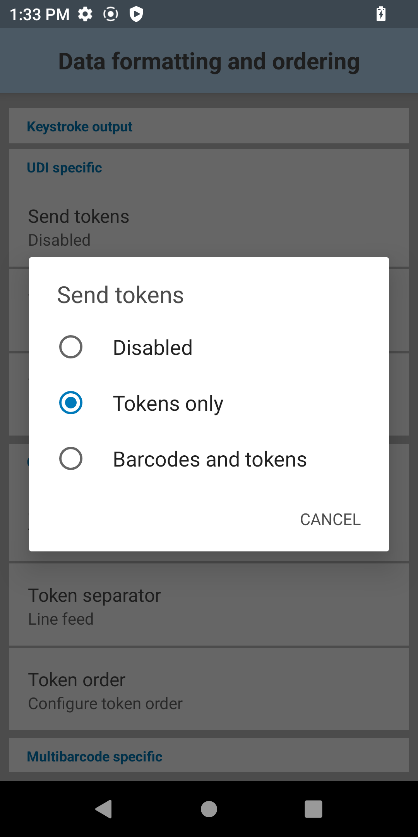 1:33 PM
Data formatting and ordering
Keystroke output
UDI specific
Send tokens
Disabled
Send tokens
Disabled
Tokens only
Barcodes and tokens
CANCEL
Token separator
Line feed
Token order
Configure token order
Multibarcode specific